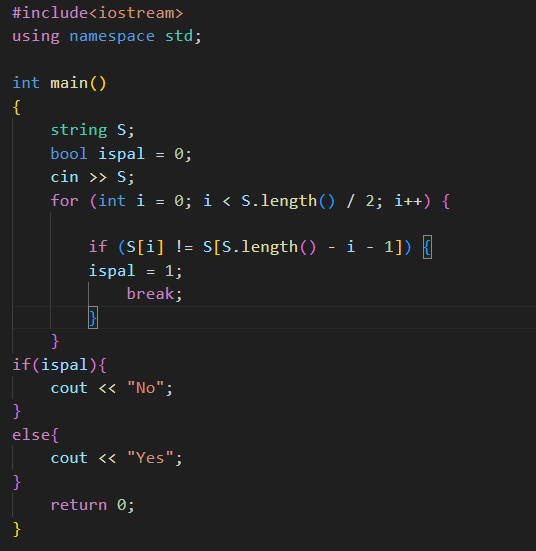 #include<iostream>
using namespace std;

int main()
{
    string S;
    bool ispal = 0;
    cin >> S;
    for (int i = 0; i < S.length() / 2; i++) {

        if (S[i] != S[S.length() - i - 1]) {
        ispal = 1;
            break;
        }
    }
if(ispal){
    cout << "No";
}
else{
    cout << "Yes";
}
    return 0;
}